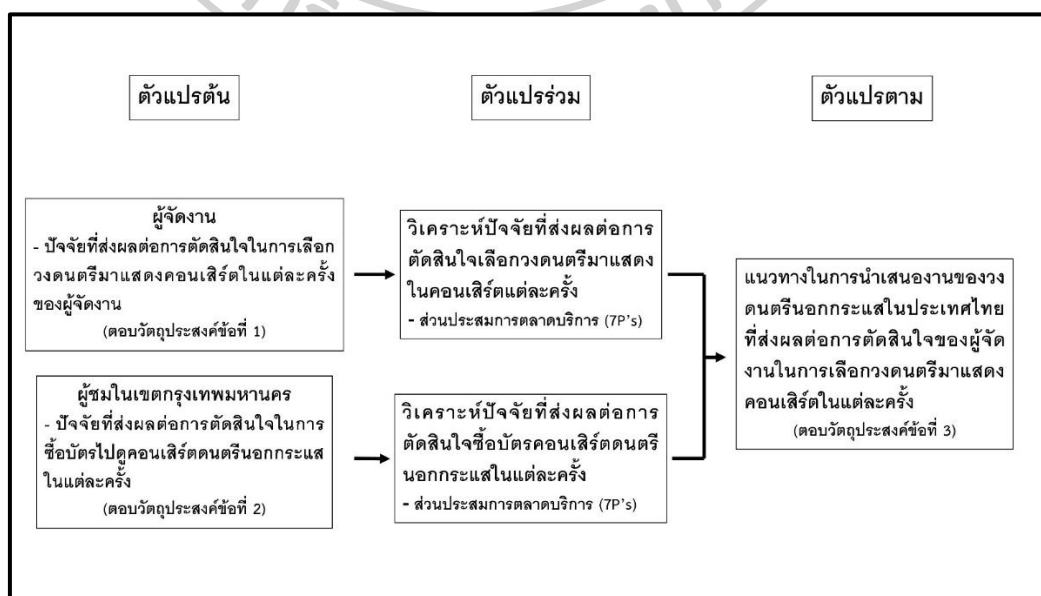 ตัวแปรต้น
ตัวแปรร่วม
ตัวแปรตาม
ผู้จัดงาน
- ปัจจัยที่ส่งผลต่อการตัดสินใจในการเลือก
วงดนตรีมาแสดงคอนเสิร์ตในแต่ละครั้ง
ของผู้จัดงาน
(ตอบวัตถุประสงค์ข้อที่ 1)
วิเคราะห์ปัจจัยที่ส่งผลต่อการ
ตัดสินใจเลือกวงดนตรีมาแสดง
ในคอนเสิร์ตแต่ละครั้ง
- ส่วนประสมการตลาดบริการ (7P's)
ผู้ชมในเขตกรุงเทพมหานคร
- ปัจจัยที่ส่งผลต่อการตัดสินใจในการ
ซื้อบัตรไปดูคอนเสิร์ตดนตรีนอกกระแส
ในแต่ละครั้ง
(ตอบวัตถุประสงค์ข้อที่ 2)
วิเคราะห์ปัจจัยที่ส่งผลต่อการ
ตัดสินใจซื้อบัตรคอนเสิร์ตดนตรี
นอกกระแสในแต่ละครั้ง
- ส่วนประสมการตลาดบริการ (7P's)
แนวทางในการนำเสนองานของวง
ดนตรีนอกกระแสในประเทศไทย
ที่ส่งผลต่อการตัดสินใจของผู้จัด
งานในการเลือกวงดนตรีมาแสดง
คอนเสิร์ตในแต่ละครั้ง
(ตอบวัตถุประสงค์ข้อที่ 3)